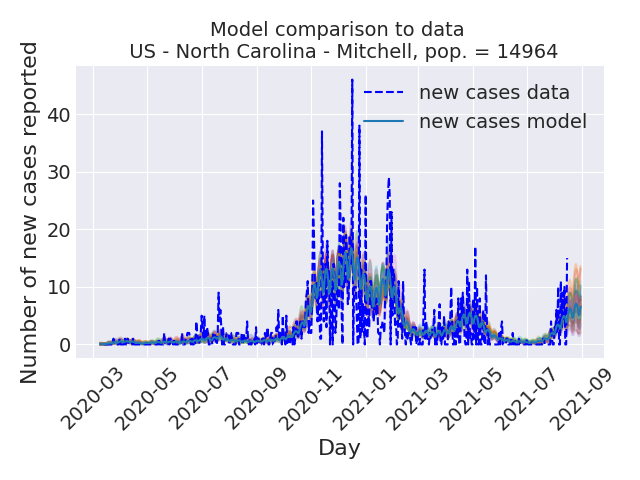 Model comparison to data
US - North Carolina - Mitchell, pop. = 14964
Number of new cases reported
new cases data
new cases model
40
30
20
10
0
2020-03
2020-05
2020-07
2020-09
2020-11
2021-01
2021-03
2021-05
2021-07
2021-09
Day